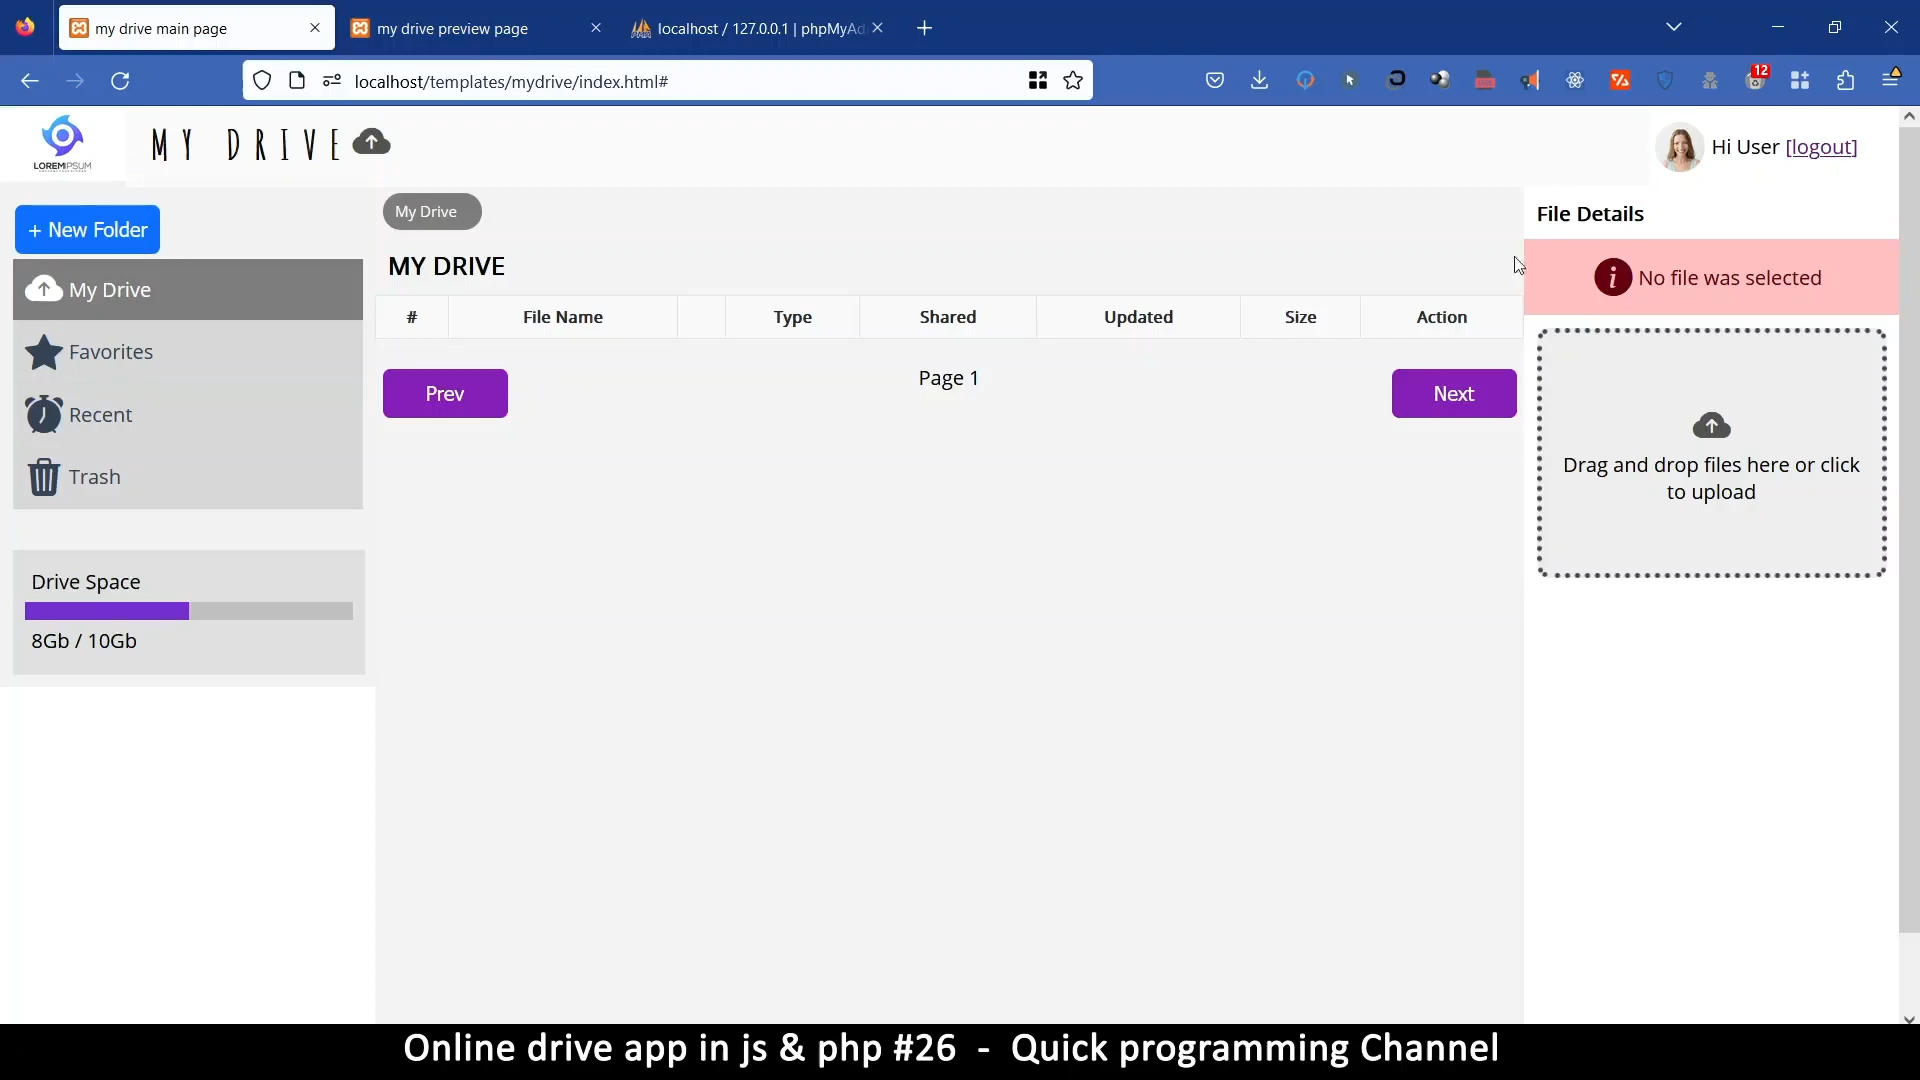 my drive main page
my drive preview page
localhost / 127.0.0.1 | phpMyAd
localhost/templates/mydrive/index.html#
12
LOREMIPSUM
MY DRIVE
Hi User [logout]
+ New Folder
My Drive
Favorites
Recent
Trash
Drive Space
8Gb / 10Gb
My Drive
MY DRIVE
# File Name Type Shared Updated Size Action
Prev
Page 1
Next
File Details
i No file was selected
Drag and drop files here or click
to upload
Online drive app in js & php #26 - Quick programming Channel